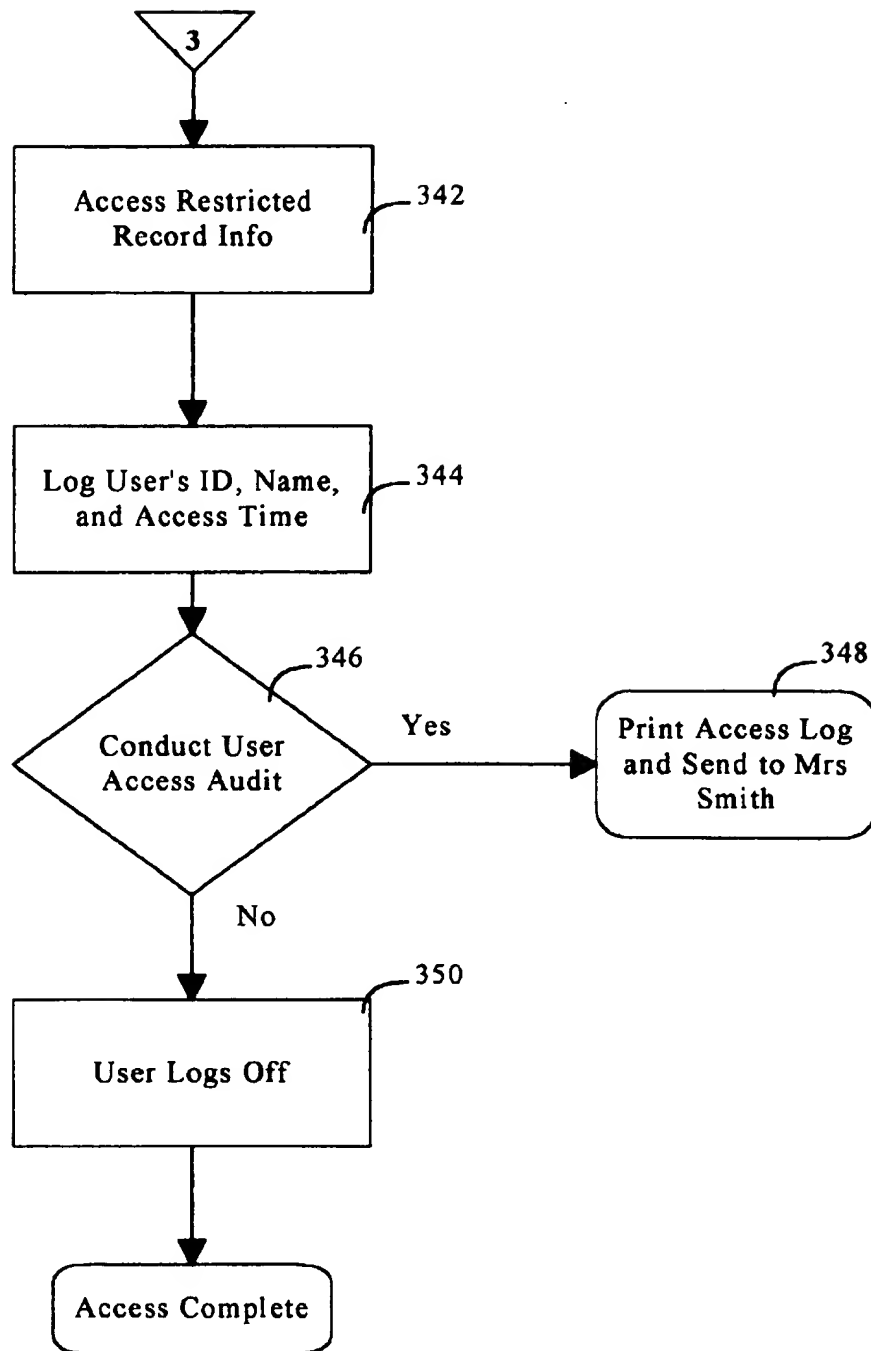 3
Access Restricted
Record Info
342
Log User's ID, Name,
and Access Time
344
346
Conduct User
Access Audit
Yes
348
Print Access Log
and Send to Mrs
Smith
No
350
User Logs Off
Access Complete